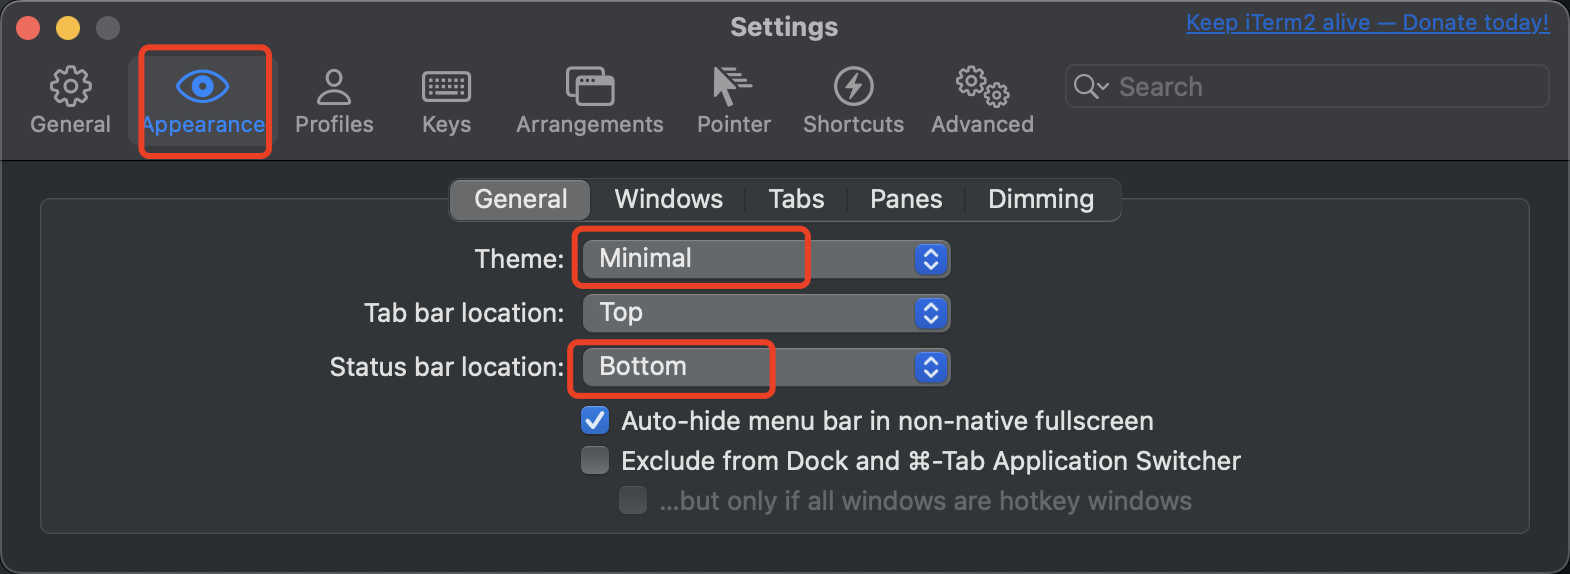 Settings
Keep iTerm2 alive — Donate today!
General Appearance Profiles Keys Arrangements Pointer Shortcuts Advanced Search
General Windows Tabs Panes Dimming
Theme: Minimal
Tab bar location: Top
Status bar location: Bottom
Auto-hide menu bar in non-native fullscreen
Exclude from Dock and ⌘-Tab Application Switcher
...but only if all windows are hotkey windows